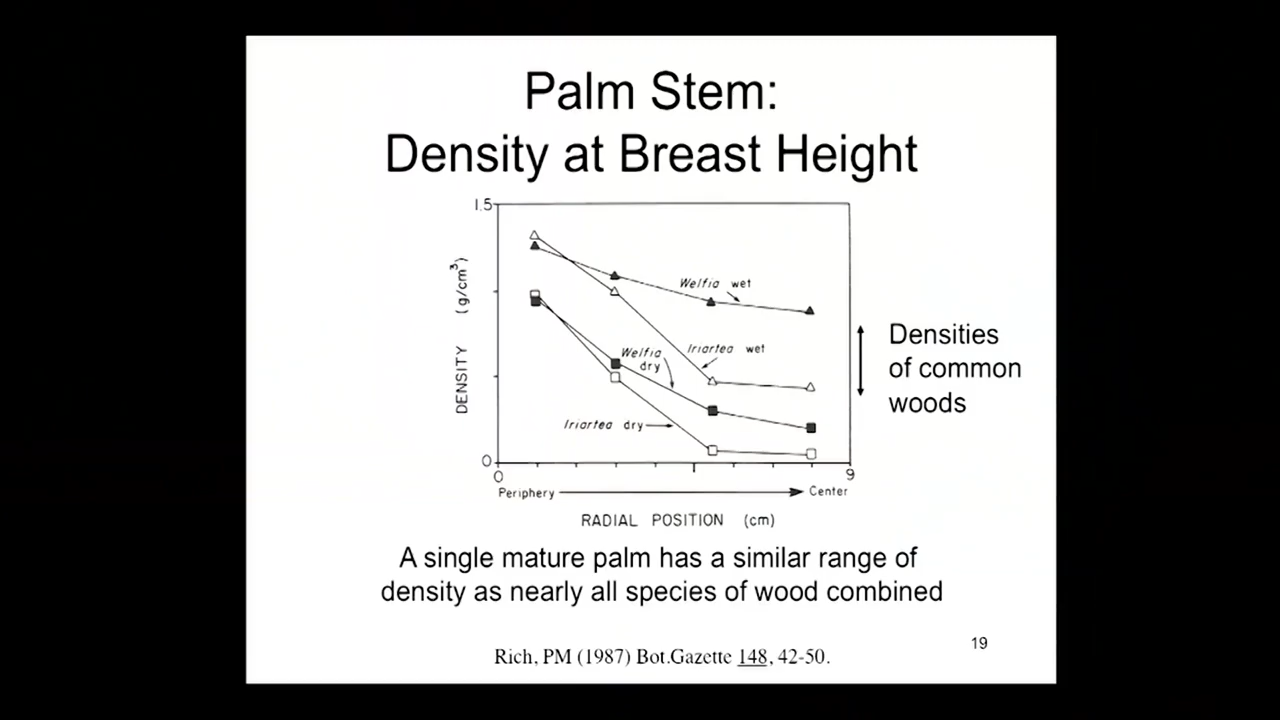 Palm Stem:
Density at Breast Height
1.5
DENSITY (g/cm³)
Welfia wet
Iriartea wet
Welfia
dry
Iriartea dry
0
0
9
Periphery
Center
RADIAL POSITION (cm)
Densities
of common
woods
A single mature palm has a similar range of
density as nearly all species of wood combined
19
Rich, PM (1987) Bot.Gazette 148, 42-50.